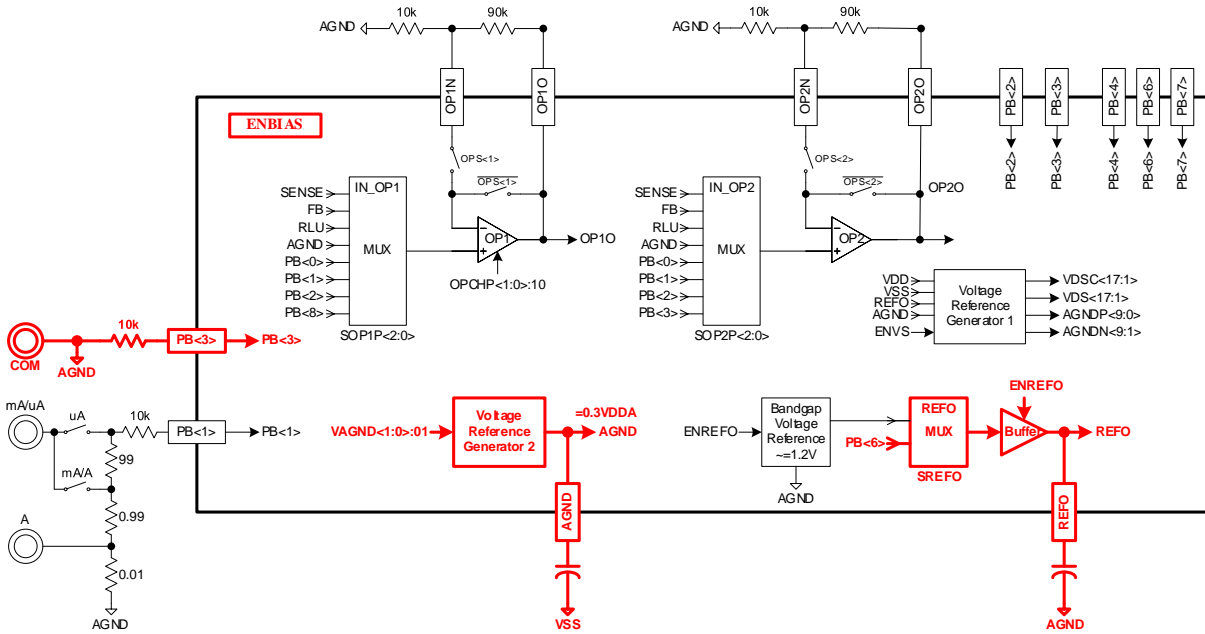 10k 90k 10k 90k
AGND AGND
OP1N OP1O OP2N OP2O PB<2> PB<3> PB<4> PB<6> PB<7>
ENBIAS
OPS<1> OPS<2>
PB<2> PB<3> PB<4> PB<6> PB<7>
IN_OP1 OPS<1> IN_OP2 OPS<2> OP2O
SENSE SENSE
FB FB
RLU RLU
AGND MUX OP1 OP1O AGND MUX OP2
PB<0> PB<0>
PB<1> OPCHP<1:0>:10 PB<1>
PB<2> PB<2>
PB<8> PB<3>
SOP1P<2:0> SOP2P<2:0>
VDD VDSC<17:1>
VSS Voltage VDS<17:1>
REFO Reference
AGND Generator 1 AGNDP<9:0>
ENVS AGNDN<9:1>
10k
PB<3> PB<3>
COM
AGND
mA/uA uA 10k
PB<1> PB<1>
99
mA/A
0.99
A
0.01
AGND
VAGND<1:0>:01 Voltage Reference Generator 2 =0.3VDDA
AGND
AGND
VSS
ENREFO Bandgap Voltage Reference ~=1.2V
AGND
PB<6> REFO MUX
SREFO
ENREFO
Buffer REFO
REFO
AGND